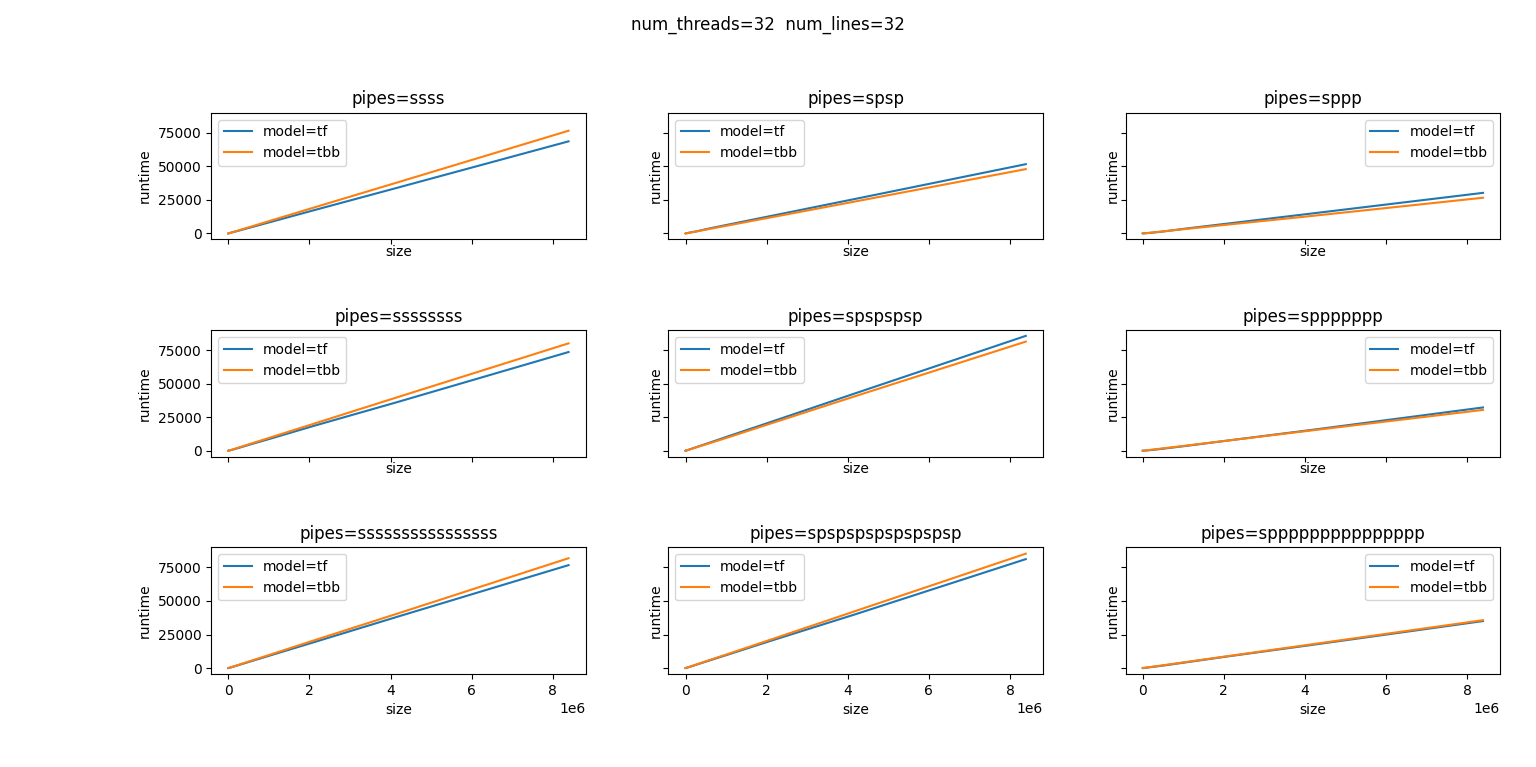 num_threads=32  num_lines=32
pipes=ssss
model=tf
model=tbb
75000
50000
25000
0
runtime
size
pipes=spsp
model=tf
model=tbb
runtime
size
pipes=sppp
model=tf
model=tbb
runtime
size
pipes=ssssssss
model=tf
model=tbb
75000
50000
25000
0
runtime
size
pipes=spspspsp
model=tf
model=tbb
runtime
size
pipes=sppppppp
model=tf
model=tbb
runtime
size
pipes=ssssssssssssssss
model=tf
model=tbb
75000
50000
25000
0
runtime
0 2 4 6 8
size
1e6
pipes=spspspspspspspsp
model=tf
model=tbb
runtime
0 2 4 6 8
size
1e6
pipes=sppppppppppppppp
model=tf
model=tbb
runtime
0 2 4 6 8
size
1e6